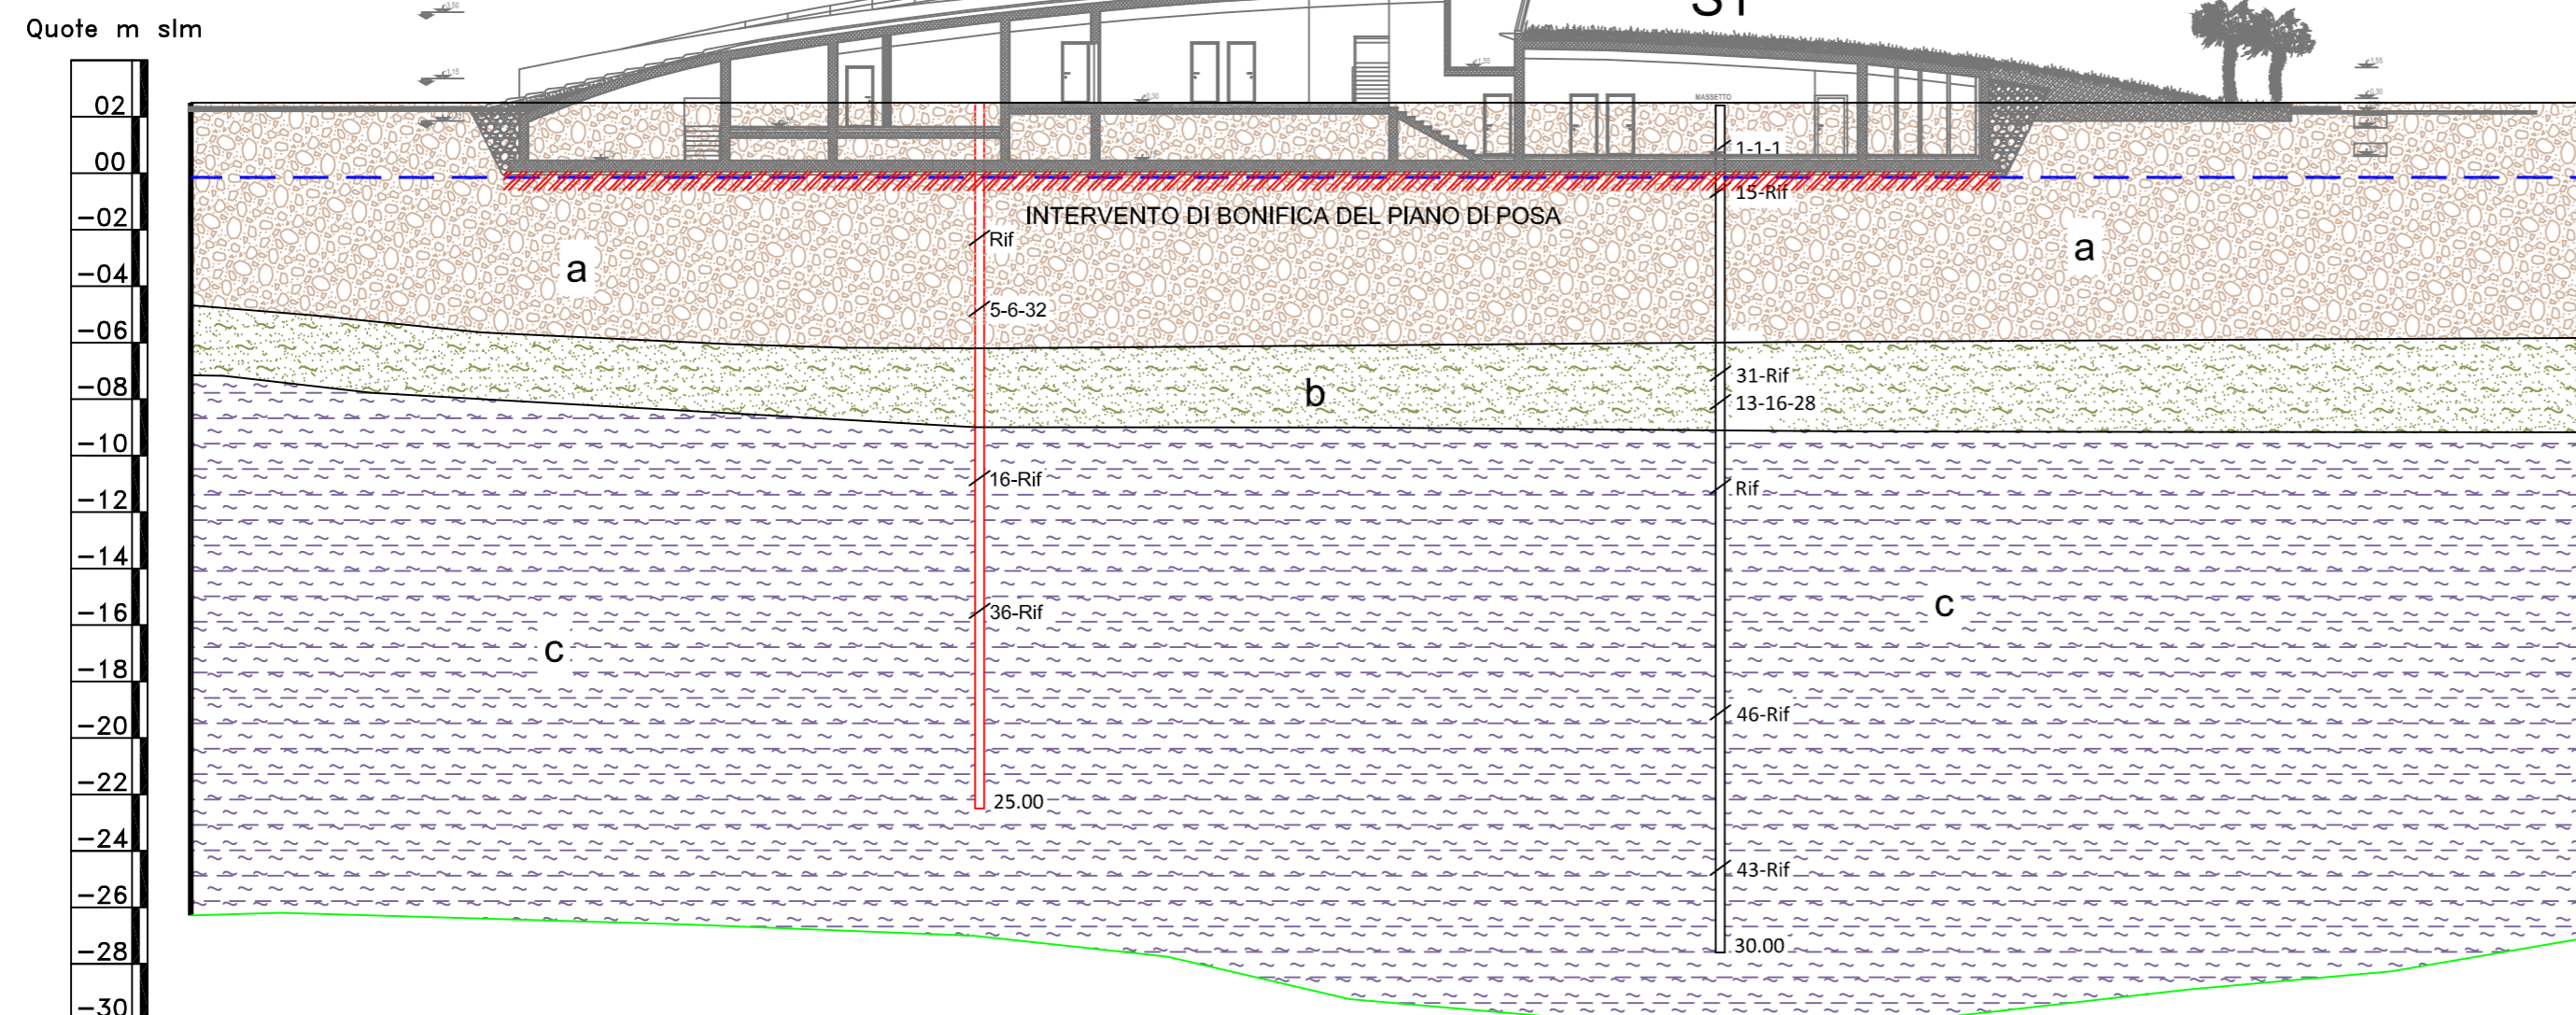 Quote m slm
S1
02
00
-02
-04
-06
-08
-10
-12
-14
-16
-18
-20
-22
-24
-26
-28
-30
MASSETTO
1-1-1
15-Rif
INTERVENTO DI BONIFICA DEL PIANO DI POSA
Rif
a
a
5-6-32
31-Rif
b
13-16-28
16-Rif
Rif
36-Rif
c
c
46-Rif
25.00
43-Rif
30.00